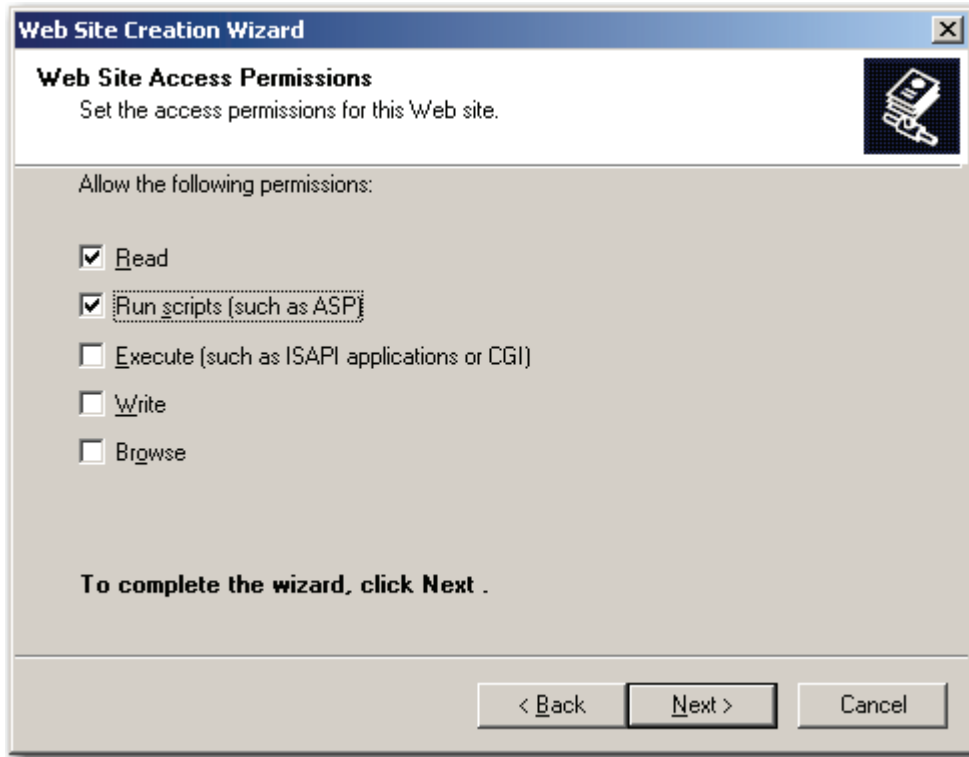 Web Site Creation Wizard
Web Site Access Permissions
Set the access permissions for this Web site.
Allow the following permissions:
Read
Run scripts (such as ASP)
Execute (such as ISAPI applications or CGI)
Write
Browse
To complete the wizard, click Next .
< Back Next > Cancel